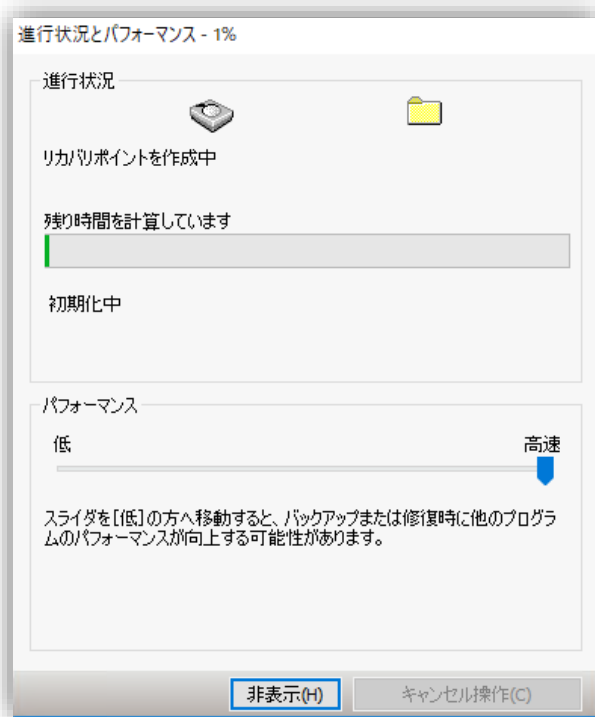 進行状況とパフォーマンス - 1%
進行状況
リカバリポイントを作成中
残り時間を計算しています
初期化中
パフォーマンス
低 高速
スライダを[低]の方へ移動すると、バックアップまたは修復時に他のプログラ
ムのパフォーマンスが向上する可能性があります。
非表示(H) キャンセル操作(C)